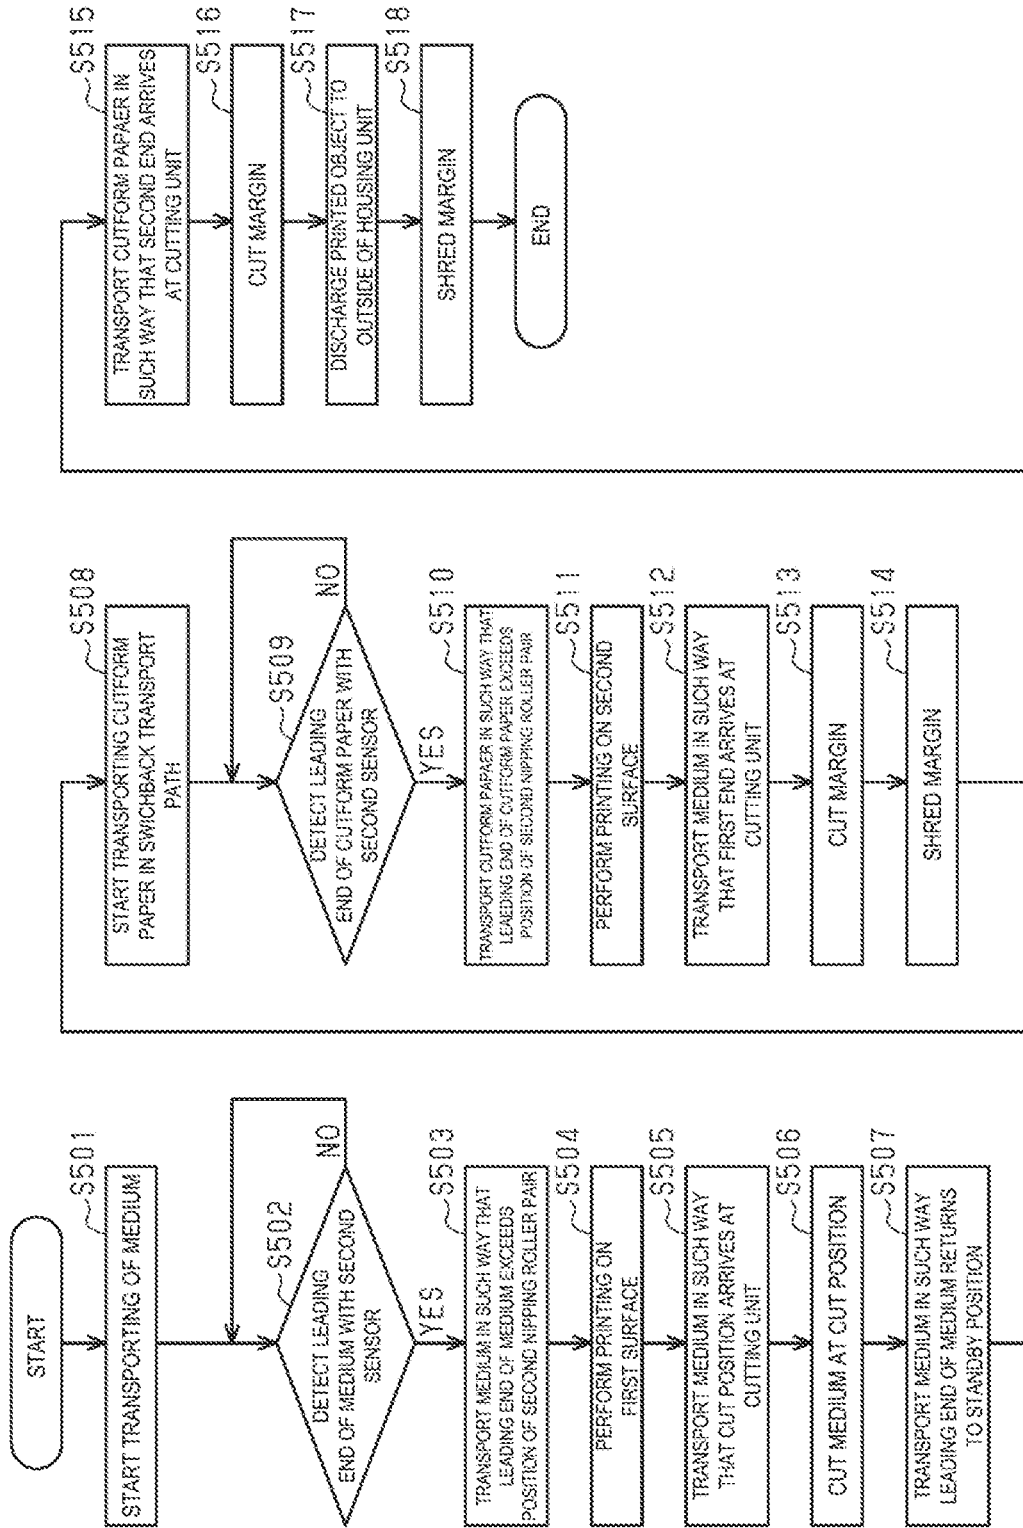 START
S501
START TRANSPORTING OF MEDIUM
S502
DETECT LEADING
END OF MEDIUM WITH SECOND
SENSOR
NO
YES
S503
TRANSPORT MEDIUM IN SUCH WAY THAT
LEADING END OF MEDIUM EXCEEDS
POSITION OF SECOND NIPPING ROLLER PAIR
S504
PERFORM PRINTING ON
FIRST SURFACE
S505
TRANSPORT MEDIUM IN SUCH WAY
THAT CUT POSITION ARRIVES AT
CUTTING UNIT
S506
CUT MEDIUM AT CUT POSITION
S507
TRANSPORT MEDIUM IN SUCH WAY
LEADING END OF MEDIUM RETURNS
TO STANDBY POSITION
S508
START TRANSPORTING CUTFORM
PAPER IN SWICHBACK TRANSPORT
PATH
S509
DETECT LEADING
END OF CUTFORM PAPER WITH
SECOND SENSOR
NO
YES
S510
TRANSPORT CUTFORM PAPAER IN SUCH WAY THAT
LEAEDING END OF CUTFORM PAPER EXCEEDS
POSITION OF SECOND NIPPING ROLLER PAIR
S511
PERFORM PRINTING ON SECOND
SURFACE
S512
TRANSPORT MEDIUM IN SUCH WAY
THAT FIRST END ARRIVES AT
CUTTING UNIT
S513
CUT MARGIN
S514
SHRED MARGIN
S515
TRANSPORT CUTFORM PAPAER IN
SUCH WAY THAT SECOND END ARRIVES
AT CUTTING UNIT
S516
CUT MARGIN
S517
DISCHARGE PRINTED OBJECT TO
OUTSIDE OF HOUSING UNIT
S518
SHRED MARGIN
END